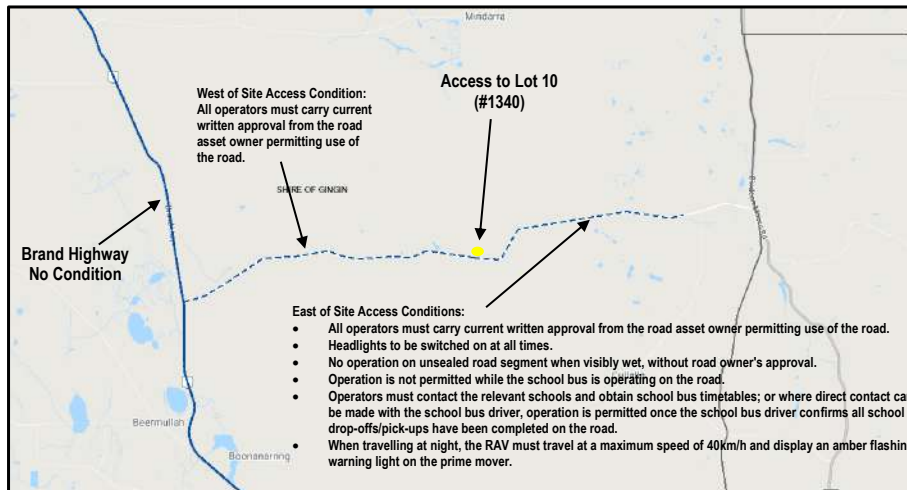 Mindarra
Access to Lot 10
(#1340)
West of Site Access Condition:
All operators must carry current
written approval from the road
asset owner permitting use of
the road.
SHIRE OF GINGIN
Brand Highway
No Condition
East of Site Access Conditions:
• All operators must carry current written approval from the road asset owner permitting use of the road.
• Headlights to be switched on at all times.
• No operation on unsealed road segment when visibly wet, without road owner's approval.
• Operation is not permitted while the school bus is operating on the road.
• Operators must contact the relevant schools and obtain school bus timetables; or where direct contact can
be made with the school bus driver, operation is permitted once the school bus driver confirms all school
drop-offs/pick-ups have been completed on the road.
• When travelling at night, the RAV must travel at a maximum speed of 40km/h and display an amber flashin
warning light on the prime mover.
Beermullah
Boonanarring